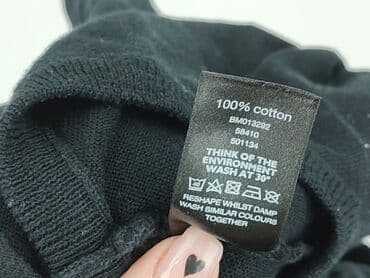 100% cotton
BM013292
58410
501134
THINK OF THE
ENVIRONMENT
WASH AT 30°
RESHAPE WHILST DAMP
WASH SIMILAR COLOURS
TOGETHER